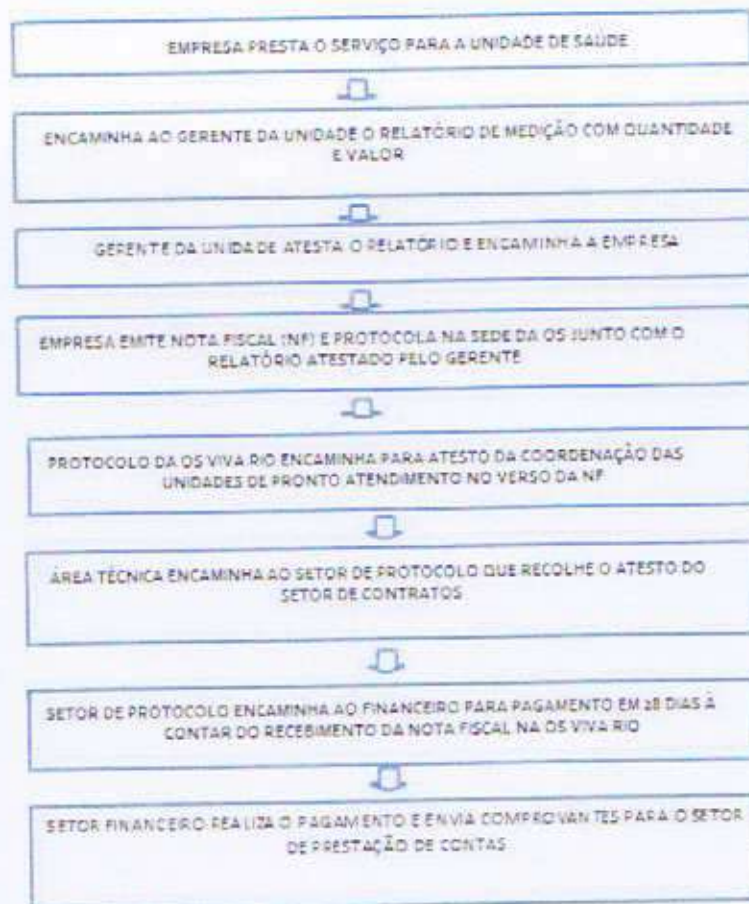 EMPRESA PRESTA O SERVIÇO PARA A UNIDADE DE SAUDE
ENCAMINHA AO GERENTE DA UNIDADE O RELATÓRIO DE MEDIÇÃO COM QUANTIDADE
E VALOR
GERENTE DA UNIDADE ATESTA O RELATÓRIO E ENCAMINHA A EMPRESA
EMPRESA EMITE NOTA FISCAL (NF) E PROTOCOLA NA SEDE DA OS JUNTO COM O
RELATÓRIO ATESTADO PELO GERENTE
PROTOCOLO DA OS VIVA RIO ENCAMINHA PARA ATESTO DA COORDENAÇÃO DAS
UNIDADES DE PRONTO ATENDIMENTO NO VERSO DA NF
ÁREA TÉCNICA ENCAMINHA AO SETOR DE PROTOCOLO QUE RECOLHE O ATESTO DO
SETOR DE CONTRATOS
SETOR DE PROTOCOLO ENCAMINHA AO FINANCEIRO PARA PAGAMENTO EM 28 DIAS À
CONTAR DO RECEBIMENTO DA NOTA FISCAL NA OS VIVA RIO
SETOR FINANCEIRO REALIZA O PAGAMENTO E ENVIA COMPROVANTES PARA O SETOR
DE PRESTAÇÃO DE CONTAS